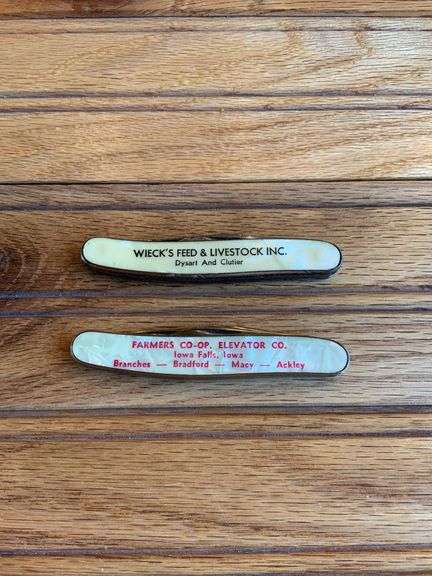 WIECK'S FEED & LIVESTOCK INC.
Dysart And Clutier
FARMERS CO-OP. ELEVATOR CO.
Iowa Falls, Iowa
Branches — Bradford — Macy — Ackley